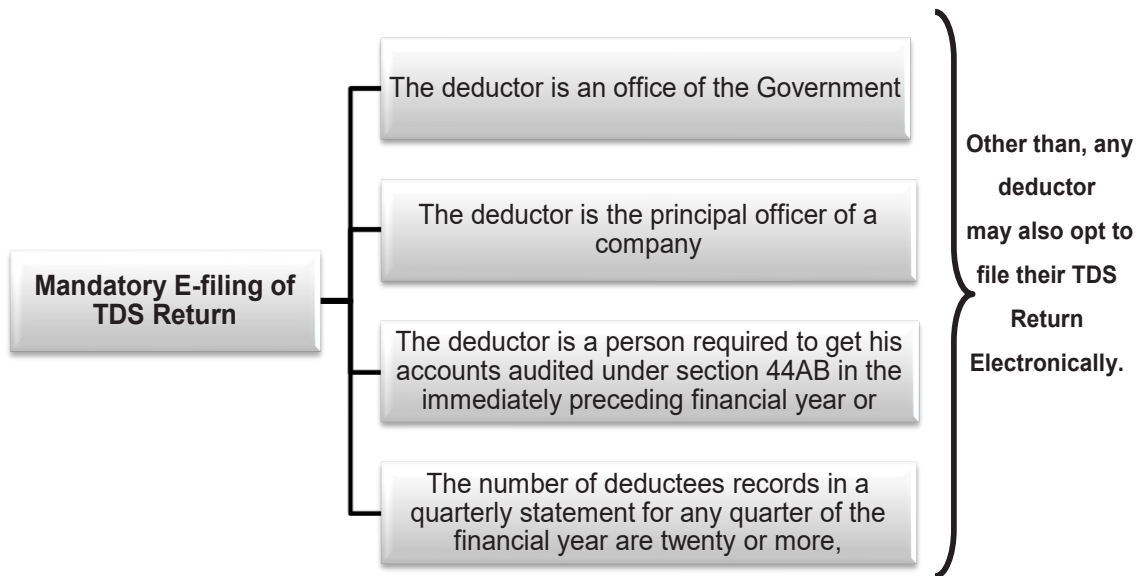 Mandatory E-filing of
TDS Return
The deductor is an office of the Government
The deductor is the principal officer of a
company
The deductor is a person required to get his
accounts audited under section 44AB in the
immediately preceding financial year or
The number of deductees records in a
quarterly statement for any quarter of the
financial year are twenty or more,
Other than, any
deductor
may also opt to
file their TDS
Return
Electronically.